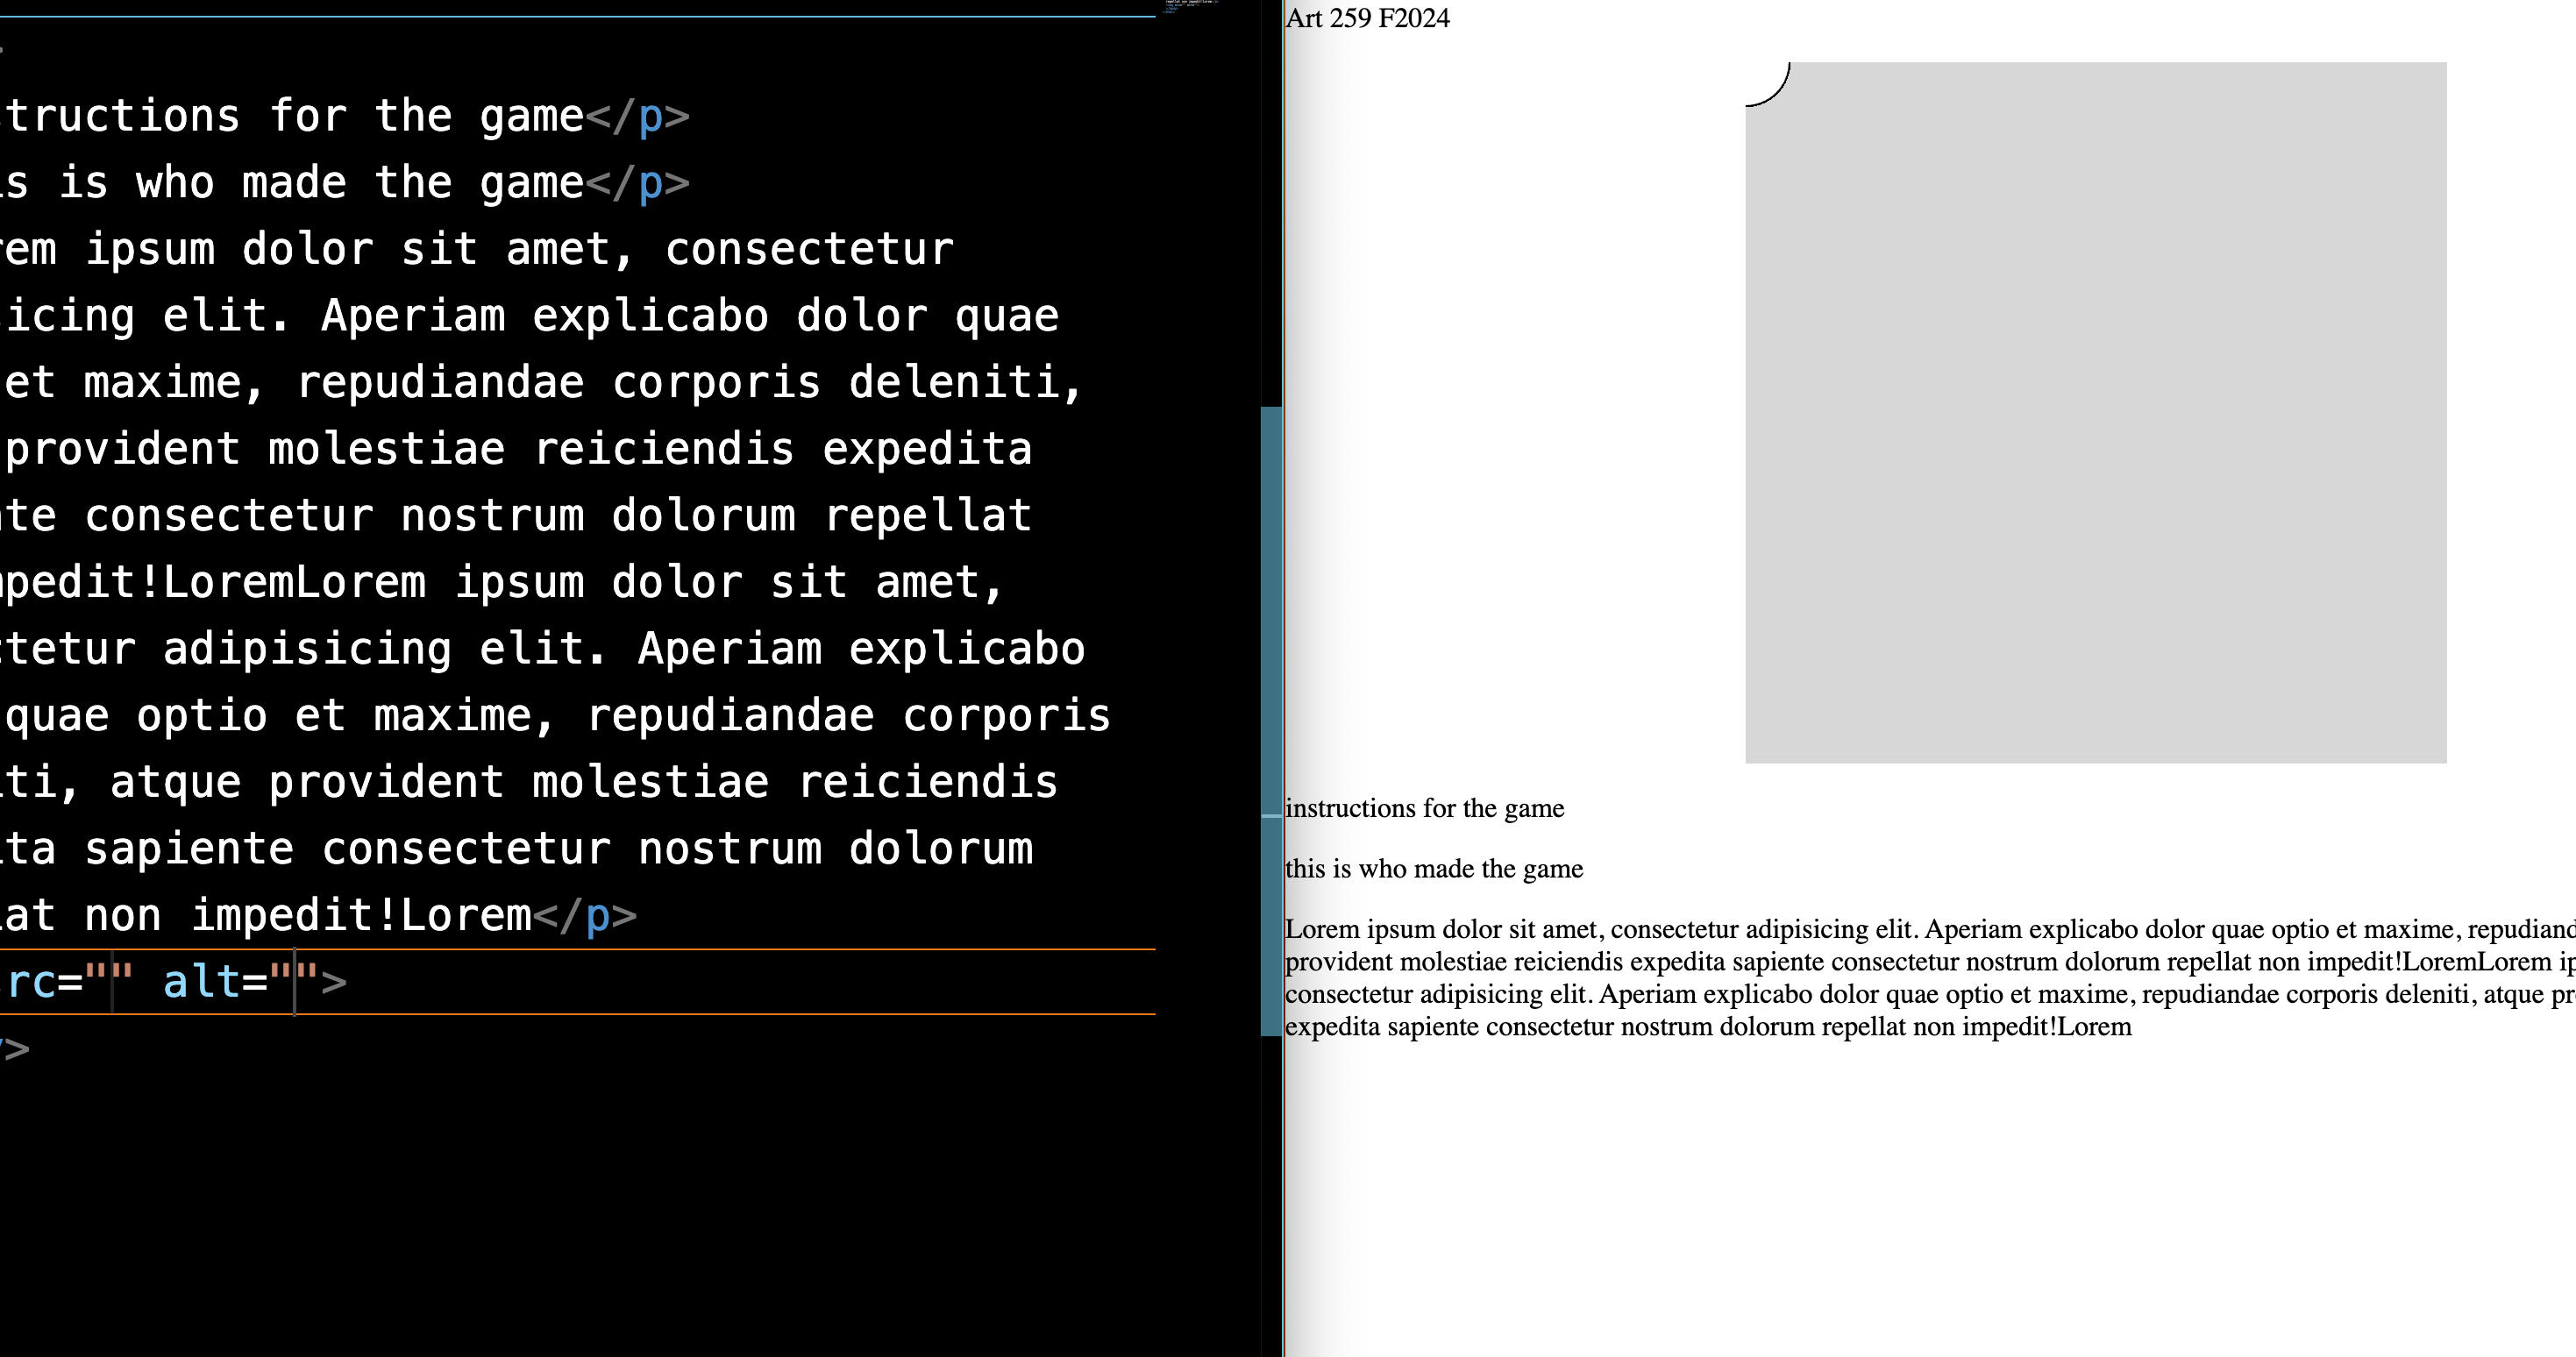 tructions for the game</p>
is is who made the game</p>
rem ipsum dolor sit amet, consectetur
icing elit. Aperiam explicabo dolor quae
et maxime, repudiandae corporis deleniti,
provident molestiae reiciendis expedita
te consectetur nostrum dolorum repellat
pedit!LoremLorem ipsum dolor sit amet,
tetur adipisicing elit. Aperiam explicabo
quae optio et maxime, repudiandae corporis
ti, atque provident molestiae reiciendis
ta sapiente consectetur nostrum dolorum
lat non impedit!Lorem</p>
rc="" alt="">
>
Art 259 F2024
instructions for the game
this is who made the game
Lorem ipsum dolor sit amet, consectetur adipisicing elit. Aperiam explicabo dolor quae optio et maxime, repudiand
provident molestiae reiciendis expedita sapiente consectetur nostrum dolorum repellat non impedit!LoremLorem ip
consectetur adipisicing elit. Aperiam explicabo dolor quae optio et maxime, repudiandae corporis deleniti, atque pr
expedita sapiente consectetur nostrum dolorum repellat non impedit!Lorem